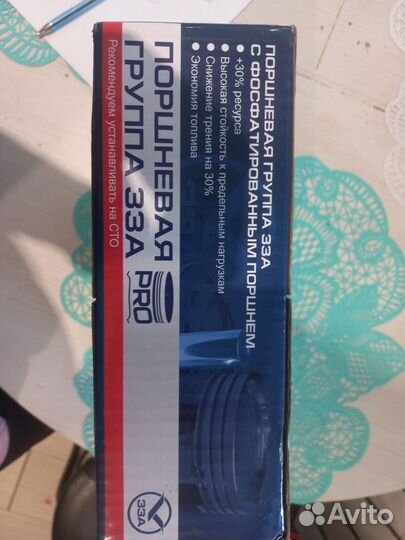 ПОРШНЕВАЯ ГРУППА ЗЗА
С ФОСФАТИРОВАННЫМ ПОРШНЕМ
• +30% ресурса
• Высокая стойкость к предельным нагрузкам
• Снижение трения на 30%
• Экономия топлива
ПОРШНЕВАЯ
ГРУППА ЗЗА
PRO
Рекомендуем устанавливать на СТО
ЗЗА
Avito